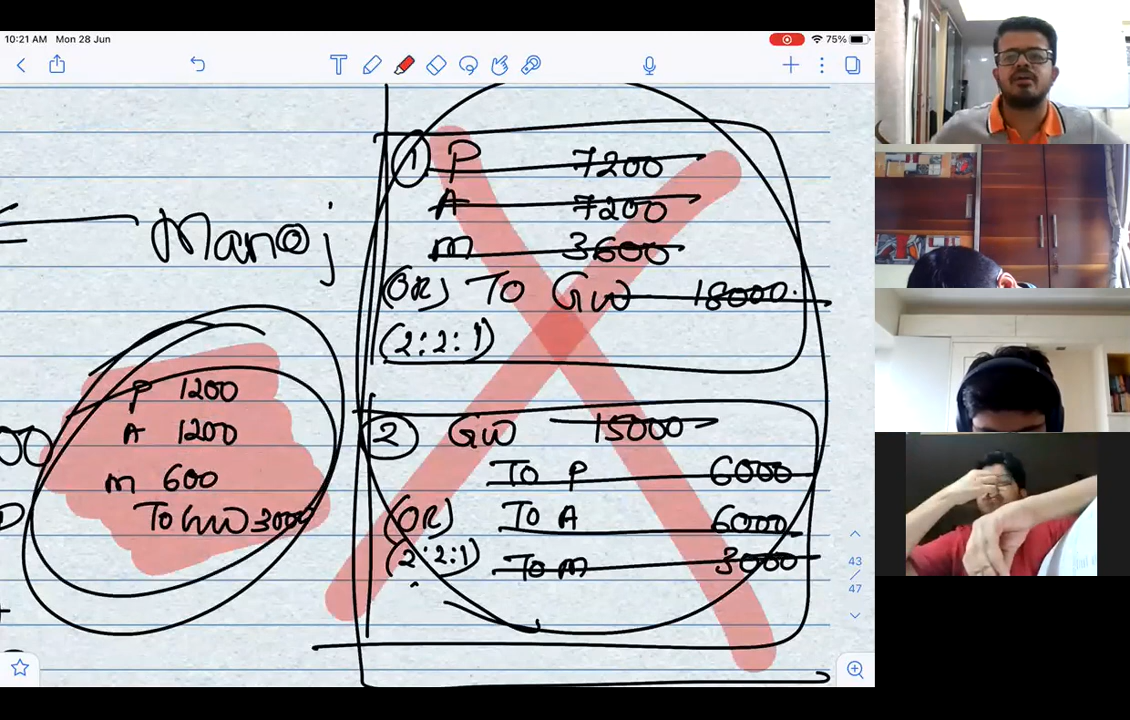 10:21 AM Mon 28 Jun
75%
T
Manoj
P 1200
A 1200
m 600
To GW 3000
1 P 7200
A 7200
m 3600
(OR) To GW 18000
(2:2:1)
2 GW 15000
To P 6000
(OR) To A 6000
(2:2:1) To m 3000
43
/
47